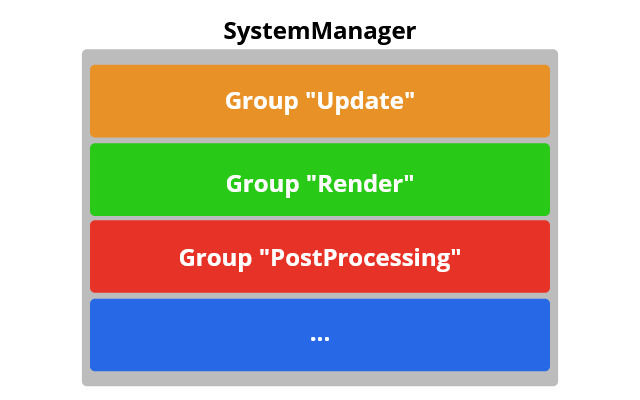 SystemManager
Group "Update"
Group "Render"
Group "PostProcessing"
...